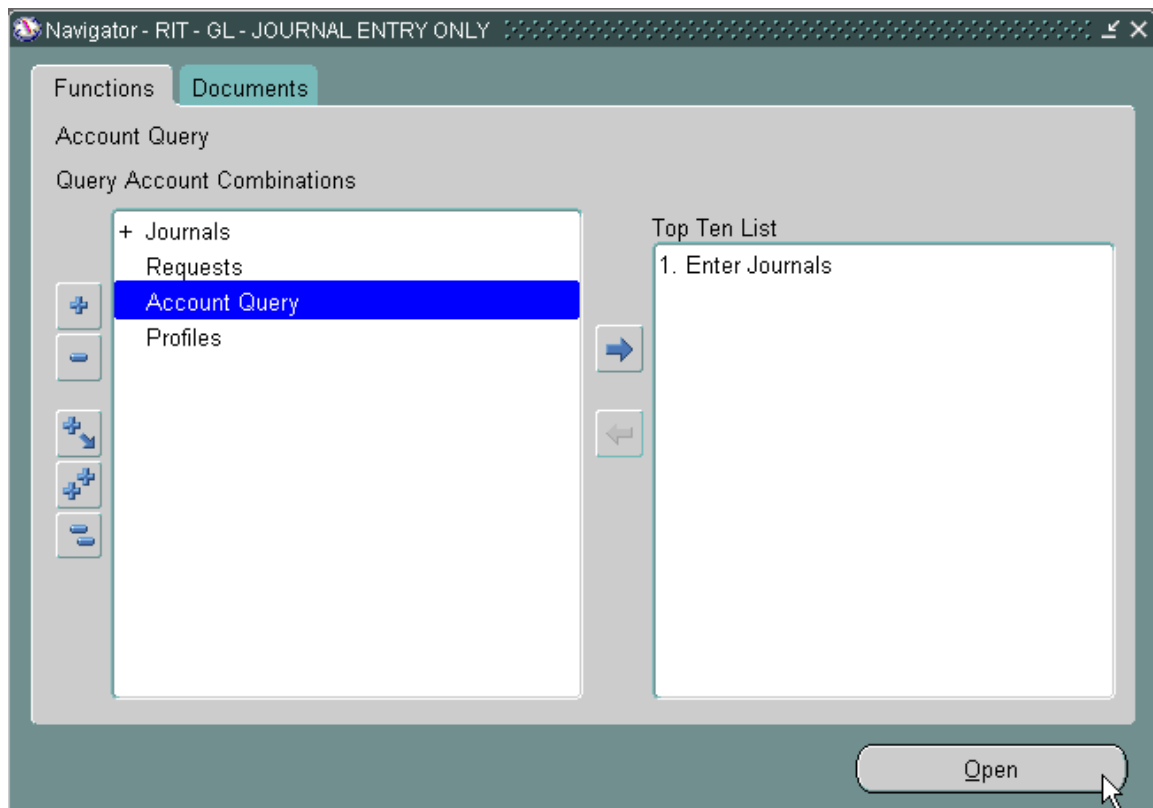 Navigator - RIT - GL - JOURNAL ENTRY ONLY
Functions
Documents
Account Query
Query Account Combinations
+ Journals
Requests
Account Query
Profiles
Top Ten List
1. Enter Journals
Open